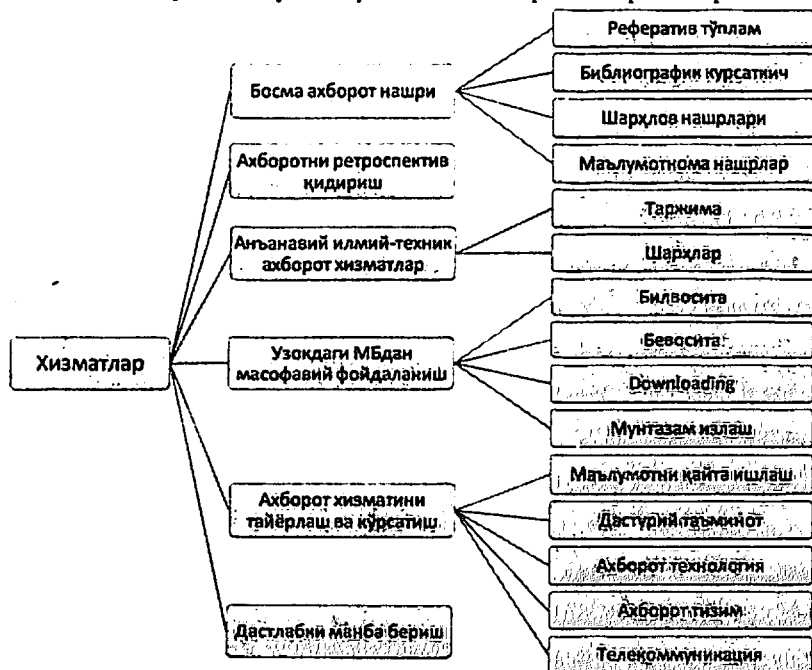 Хизматлар
Босма ахборот нашри
Ахборотни ретроспектив
қидириш
Анъанавий илмий-техник
ахборот хизматлар
Узоқдаги МБдан
масофавий фойдаланиш
Ахборот хизматини
тайёрлаш ва кўрсатиш
Дастлабки манба бериш
Реферaтив тўплам
Библиографик курсаткич
Шарҳлов нашрлари
Маълумотнома нашрлар
Таржима
Шарҳлар
Билвосита
Бевосита
Downloading
Мунтазам излаш
Маълумотни қайта ишлаш
Дастурий таъминот
Ахборот технология
Ахборот тизим
Телекоммуникация